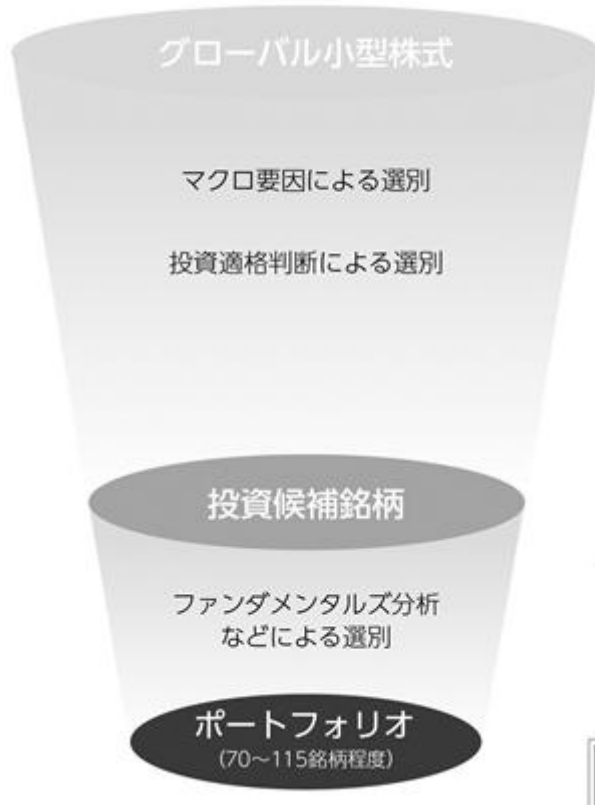 グローバル小型株式
マクロ要因による選別
投資適格判断による選別
投資候補銘柄
ファンダメンタルズ分析
などによる選別
ポートフォリオ
(70～115銘柄程度)